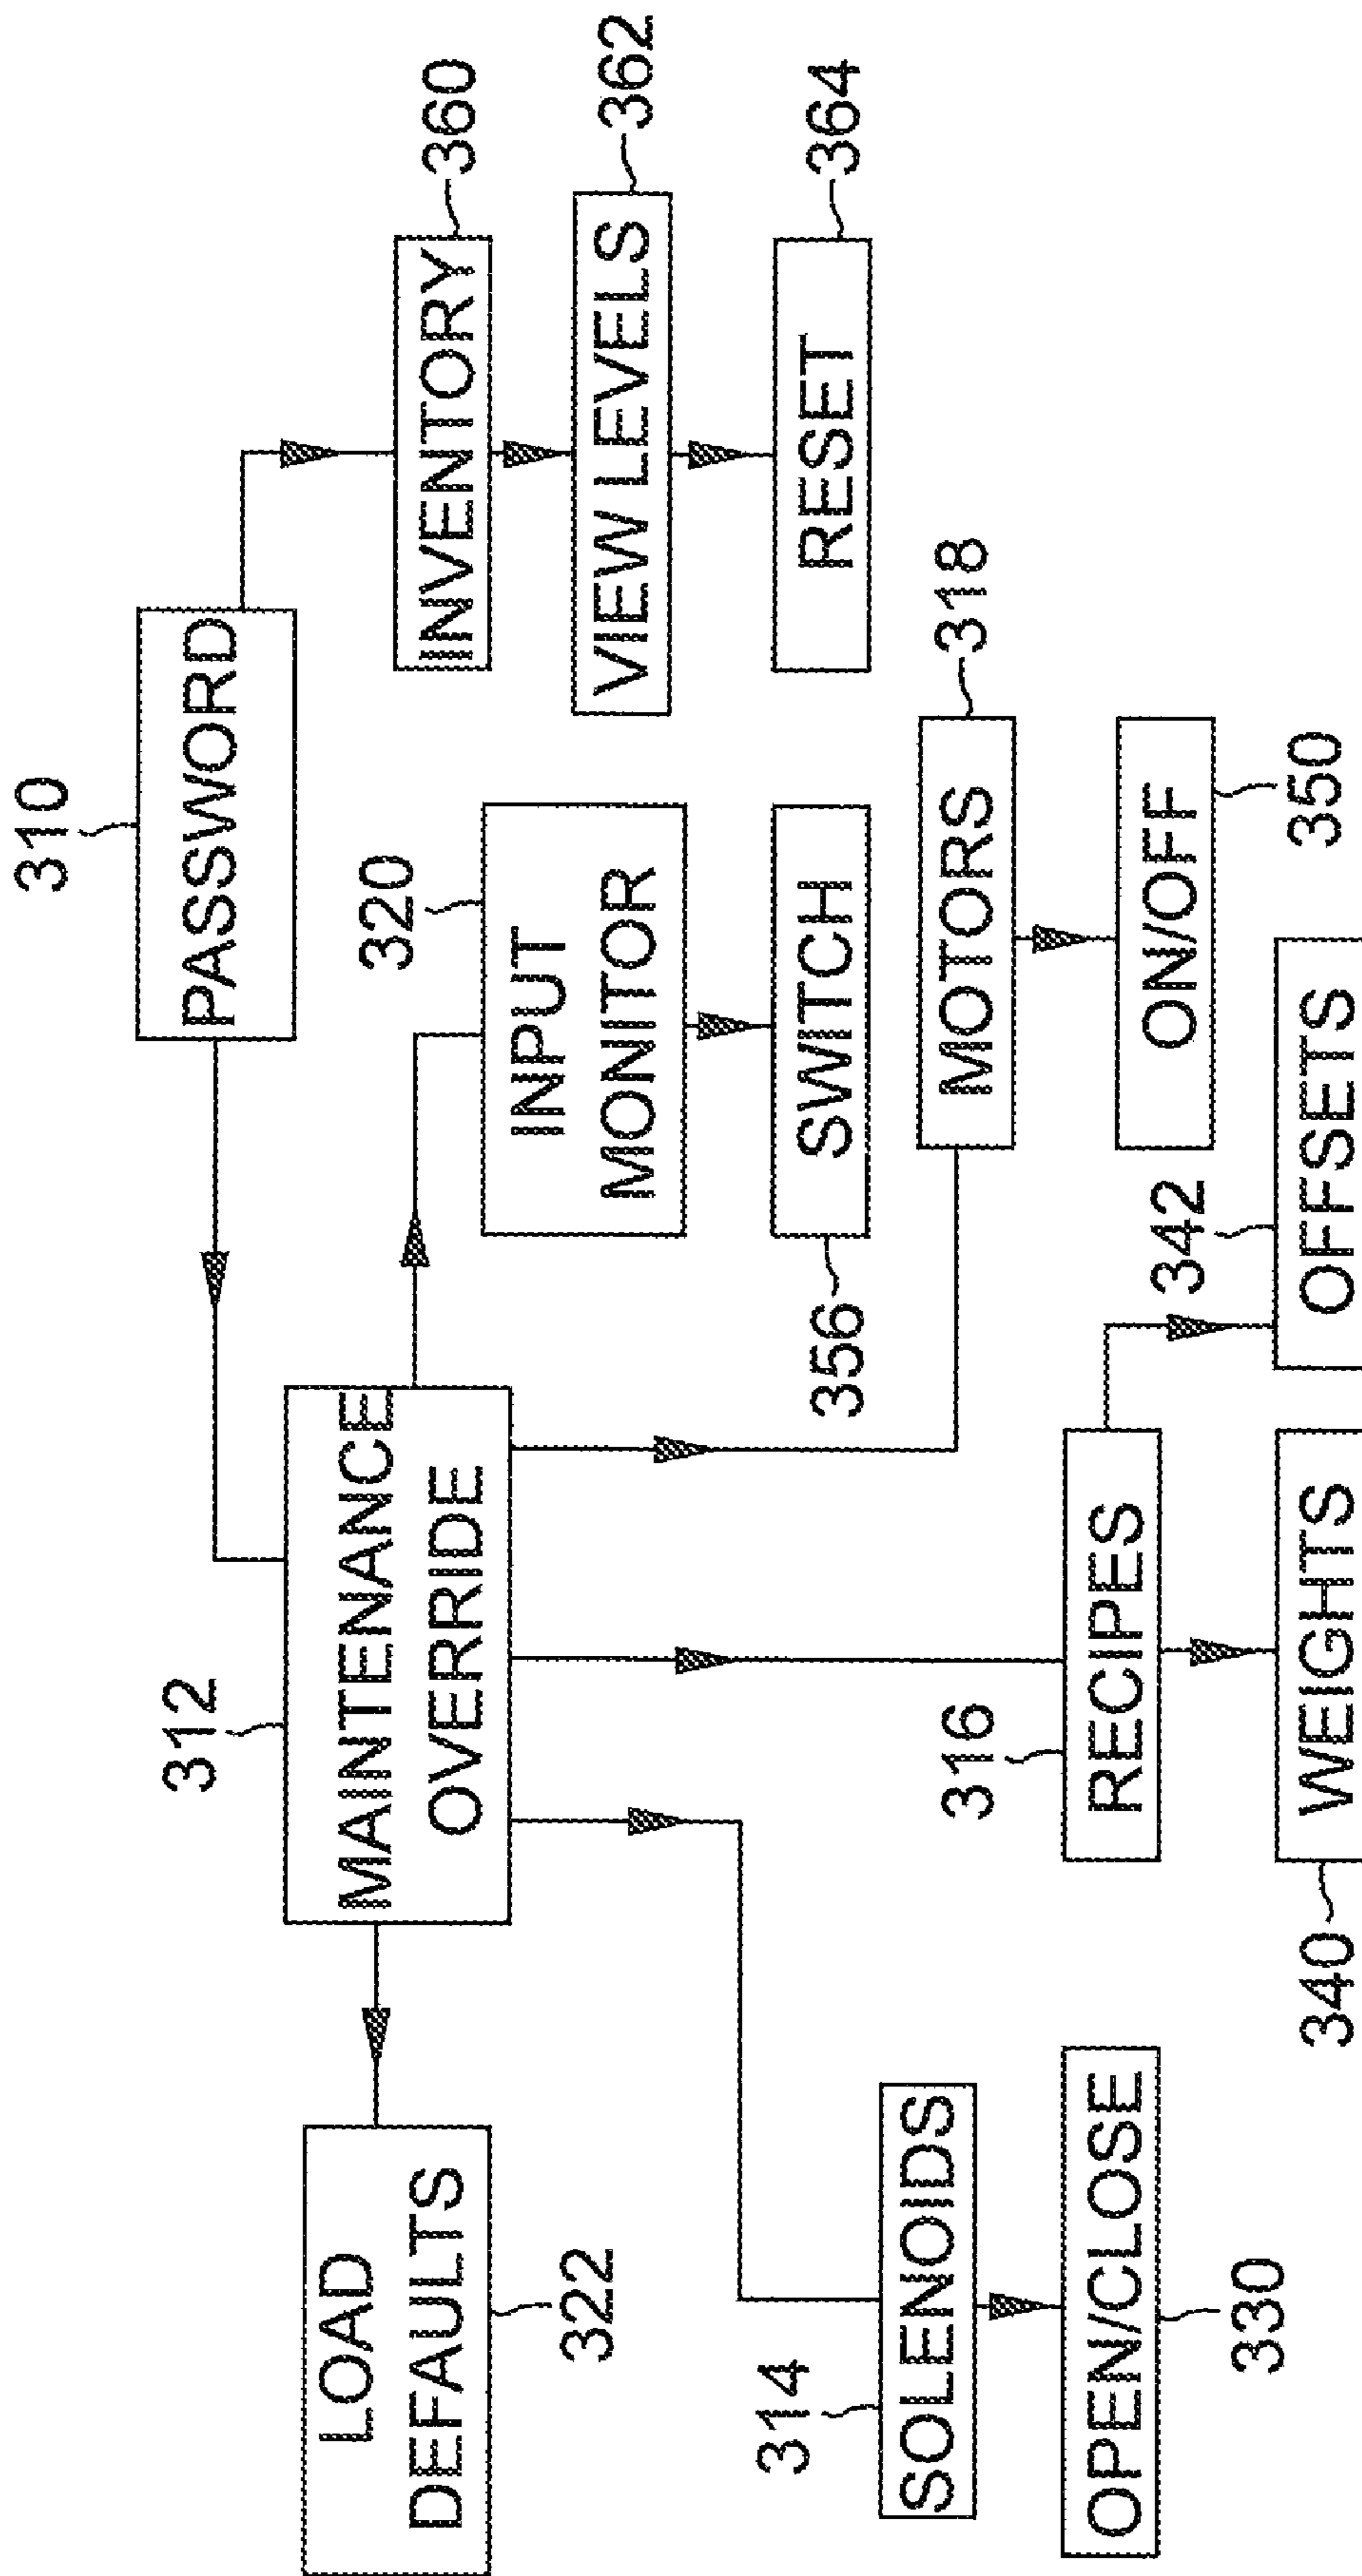 310
PASSWORD
312
MAINTENANCE
OVERRIDE
LOAD
DEFAULTS
322
320
INPUT
MONITOR
SWITCH
356
INVENTORY
360
VIEW LEVELS
362
RESET
364
314
SOLENOIDS
OPEN/CLOSE
330
316
RECIPES
340
WEIGHTS
342
OFFSETS
MOTORS
318
ON/OFF
350